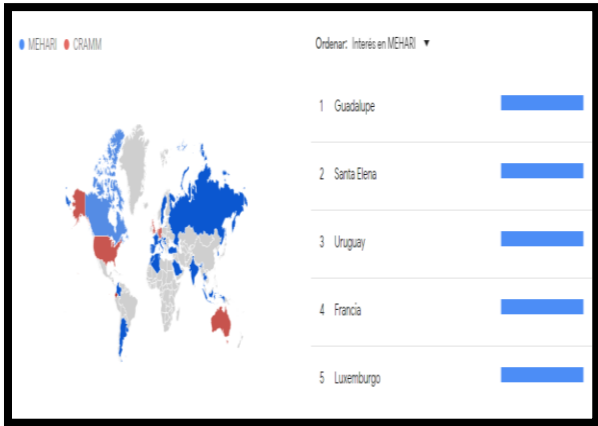 MEHARI CRAMM
Ordenar: Interés en MEHARI
1 Guadalupe
2 Santa Elena
3 Uruguay
4 Francia
5 Luxemburgo